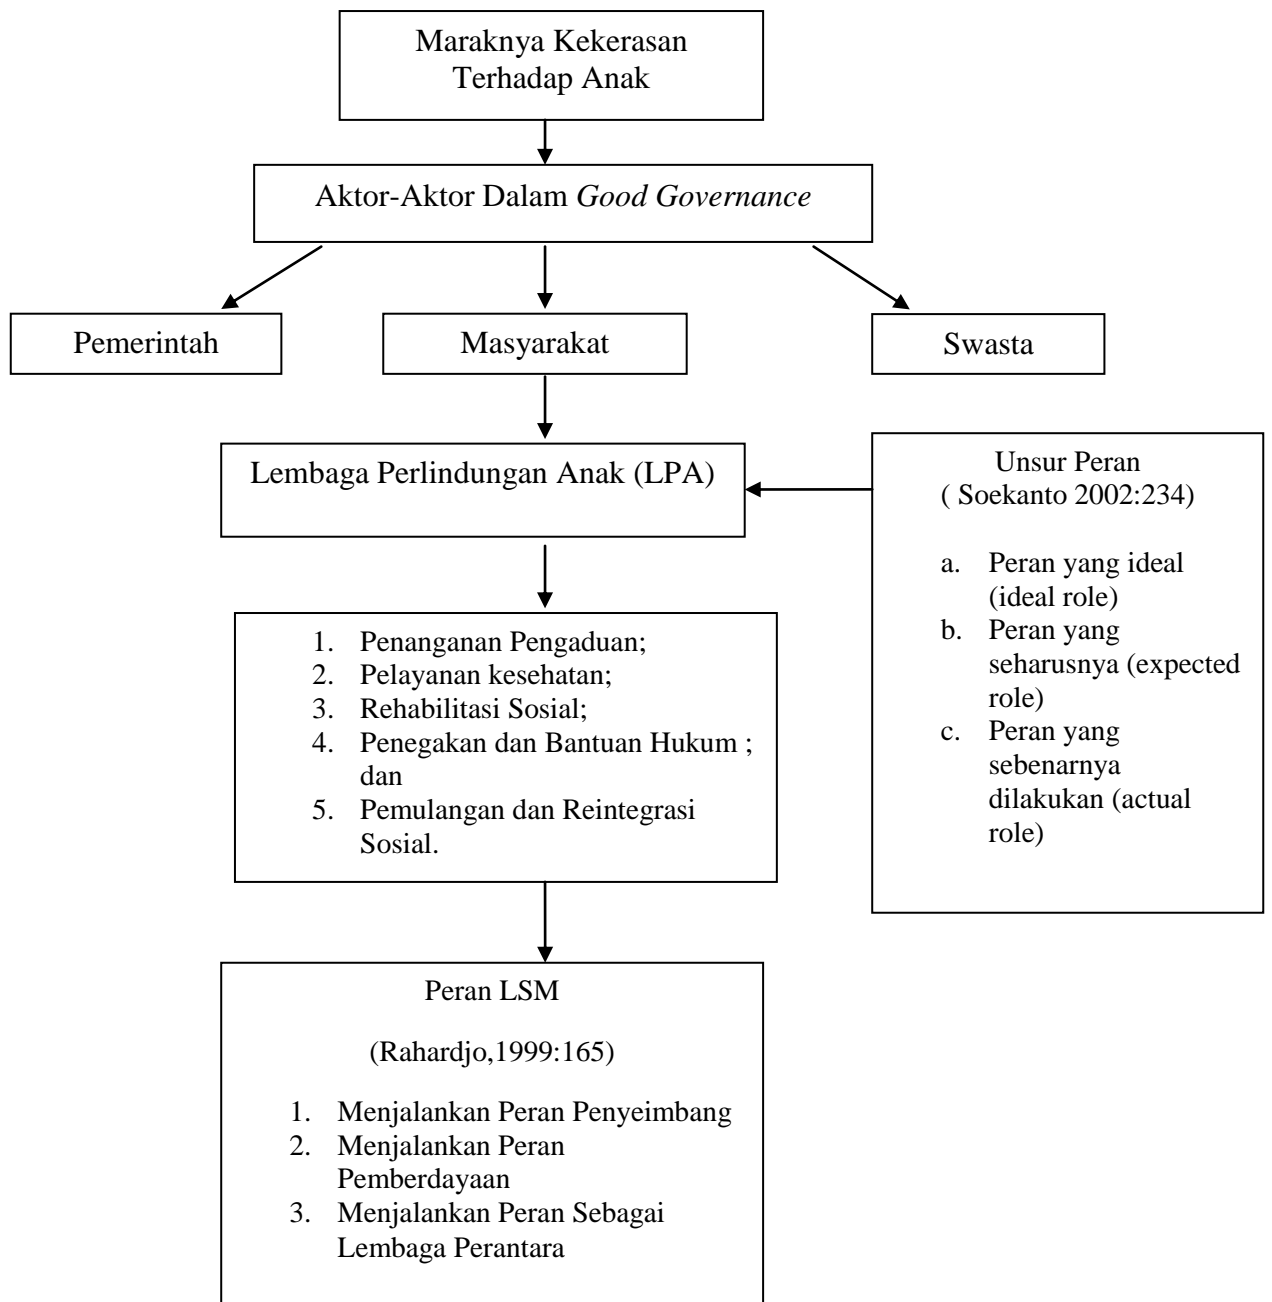 Maraknya Kekerasan
Terhadap Anak
Aktor-Aktor Dalam Good Governance
Pemerintah
Masyarakat
Swasta
Lembaga Perlindungan Anak (LPA)
Unsur Peran
( Soekanto 2002:234)
a. Peran yang ideal
(ideal role)
b. Peran yang
seharusnya (expected
role)
c. Peran yang
sebenarnya
dilakukan (actual
role)
1. Penanganan Pengaduan;
2. Pelayanan kesehatan;
3. Rehabilitasi Sosial;
4. Penegakan dan Bantuan Hukum ;
dan
5. Pemulangan dan Reintegrasi
Sosial.
Peran LSM
(Rahardjo,1999:165)
1. Menjalankan Peran Penyeimbang
2. Menjalankan Peran
Pemberdayaan
3. Menjalankan Peran Sebagai
Lembaga Perantara